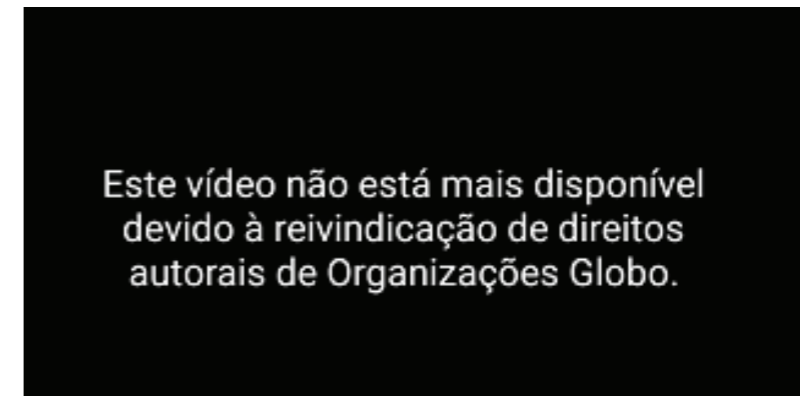 Este vídeo não está mais disponível
devido à reivindicação de direitos
autorais de Organizações Globo.